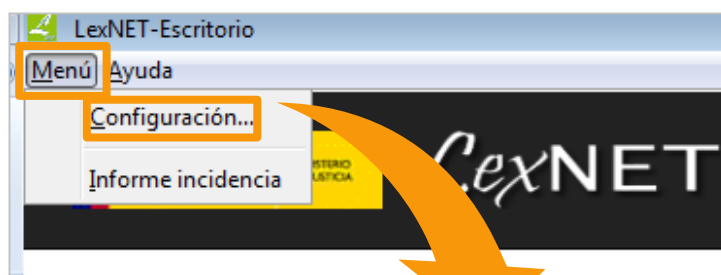 LexNET-Escritorio
Menú Ayuda
Configuración...
Informe incidencia
LexNET